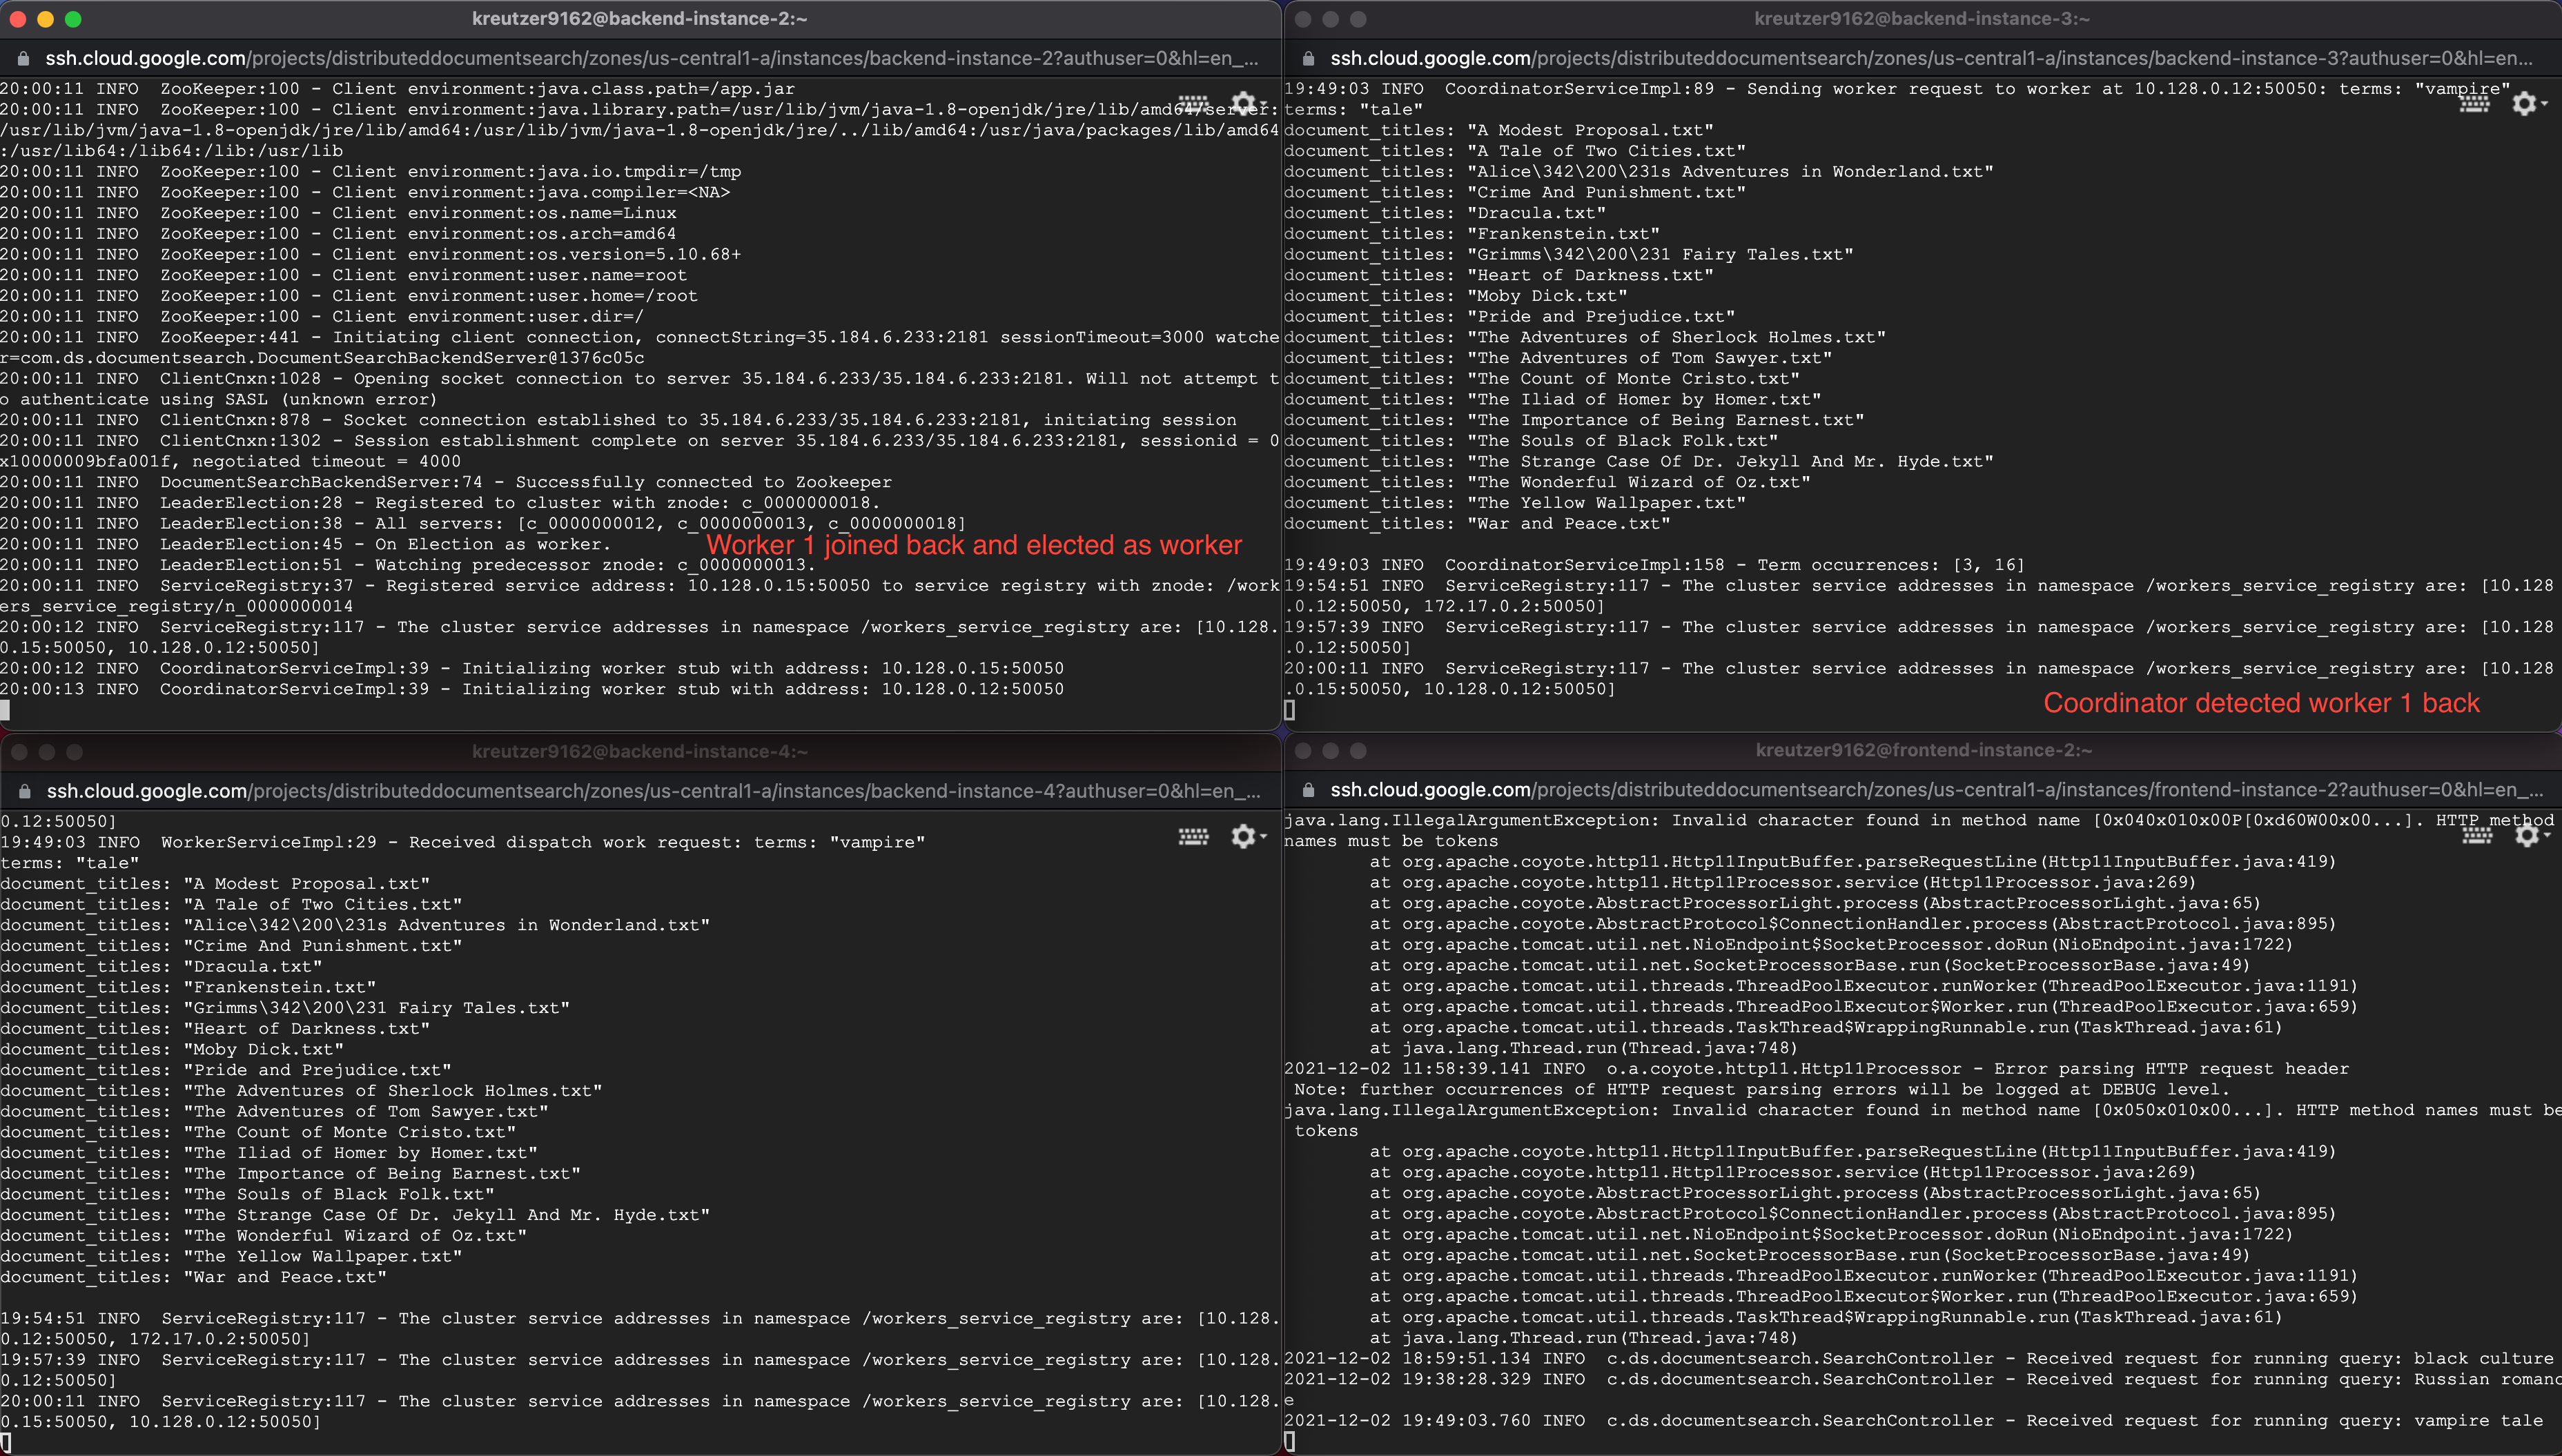 kreutzer9162@backend-instance-2:~
ssh.cloud.google.com/projects/distributeddocumentsearch/zones/us-central1-a/instances/backend-instance-2?authuser=0&hl=en_...
20:00:11 INFO  ZooKeeper:100 - Client environment:java.class.path=/app.jar
20:00:11 INFO  ZooKeeper:100 - Client environment:java.library.path=/usr/lib/jvm/java-1.8-openjdk/jre/lib/amd64/server:
/usr/lib/jvm/java-1.8-openjdk/jre/lib/amd64:/usr/lib/jvm/java-1.8-openjdk/jre/../lib/amd64:/usr/java/packages/lib/amd64
:/usr/lib64:/lib64:/lib:/usr/lib
20:00:11 INFO  ZooKeeper:100 - Client environment:java.io.tmpdir=/tmp
20:00:11 INFO  ZooKeeper:100 - Client environment:java.compiler=<NA>
20:00:11 INFO  ZooKeeper:100 - Client environment:os.name=Linux
20:00:11 INFO  ZooKeeper:100 - Client environment:os.arch=amd64
20:00:11 INFO  ZooKeeper:100 - Client environment:os.version=5.10.68+
20:00:11 INFO  ZooKeeper:100 - Client environment:user.name=root
20:00:11 INFO  ZooKeeper:100 - Client environment:user.home=/root
20:00:11 INFO  ZooKeeper:100 - Client environment:user.dir=/
20:00:11 INFO  ZooKeeper:441 - Initiating client connection, connectString=35.184.6.233:2181 sessionTimeout=3000 watche
r=com.ds.documentsearch.DocumentSearchBackendServer@1376c05c
20:00:11 INFO  ClientCnxn:1028 - Opening socket connection to server 35.184.6.233/35.184.6.233:2181. Will not attempt t
o authenticate using SASL (unknown error)
20:00:11 INFO  ClientCnxn:878 - Socket connection established to 35.184.6.233/35.184.6.233:2181, initiating session
20:00:11 INFO  ClientCnxn:1302 - Session establishment complete on server 35.184.6.233/35.184.6.233:2181, sessionid = 0
x10000009bfa001f, negotiated timeout = 4000
20:00:11 INFO  DocumentSearchBackendServer:74 - Successfully connected to Zookeeper
20:00:11 INFO  LeaderElection:28 - Registered to cluster with znode: c_0000000018.
20:00:11 INFO  LeaderElection:38 - All servers: [c_0000000012, c_0000000013, c_0000000018]
20:00:11 INFO  LeaderElection:45 - On Election as worker.
Worker 1 joined back and elected as worker
20:00:11 INFO  LeaderElection:51 - Watching predecessor znode: c_0000000013.
20:00:11 INFO  ServiceRegistry:37 - Registered service address: 10.128.0.15:50050 to service registry with znode: /work
ers_service_registry/n_0000000014
20:00:12 INFO  ServiceRegistry:117 - The cluster service addresses in namespace /workers_service_registry are: [10.128.
0.15:50050, 10.128.0.12:50050]
20:00:12 INFO  CoordinatorServiceImpl:39 - Initializing worker stub with address: 10.128.0.15:50050
20:00:13 INFO  CoordinatorServiceImpl:39 - Initializing worker stub with address: 10.128.0.12:50050
kreutzer9162@backend-instance-3:~
ssh.cloud.google.com/projects/distributeddocumentsearch/zones/us-central1-a/instances/backend-instance-3?authuser=0&hl=en...
19:49:03 INFO  CoordinatorServiceImpl:89 - Sending worker request to worker at 10.128.0.12:50050: terms: "vampire"
terms: "tale"
document_titles: "A Modest Proposal.txt"
document_titles: "A Tale of Two Cities.txt"
document_titles: "Alice\342\200\231s Adventures in Wonderland.txt"
document_titles: "Crime And Punishment.txt"
document_titles: "Dracula.txt"
document_titles: "Frankenstein.txt"
document_titles: "Grimms\342\200\231 Fairy Tales.txt"
document_titles: "Heart of Darkness.txt"
document_titles: "Moby Dick.txt"
document_titles: "Pride and Prejudice.txt"
document_titles: "The Adventures of Sherlock Holmes.txt"
document_titles: "The Adventures of Tom Sawyer.txt"
document_titles: "The Count of Monte Cristo.txt"
document_titles: "The Iliad of Homer by Homer.txt"
document_titles: "The Importance of Being Earnest.txt"
document_titles: "The Souls of Black Folk.txt"
document_titles: "The Strange Case Of Dr. Jekyll And Mr. Hyde.txt"
document_titles: "The Wonderful Wizard of Oz.txt"
document_titles: "The Yellow Wallpaper.txt"
document_titles: "War and Peace.txt"
19:49:03 INFO  CoordinatorServiceImpl:158 - Term occurrences: [3, 16]
19:54:51 INFO  ServiceRegistry:117 - The cluster service addresses in namespace /workers_service_registry are: [10.128
.0.12:50050, 172.17.0.2:50050]
19:57:39 INFO  ServiceRegistry:117 - The cluster service addresses in namespace /workers_service_registry are: [10.128
.0.12:50050]
20:00:11 INFO  ServiceRegistry:117 - The cluster service addresses in namespace /workers_service_registry are: [10.128
.0.15:50050, 10.128.0.12:50050]
Coordinator detected worker 1 back
kreutzer9162@backend-instance-4:~
ssh.cloud.google.com/projects/distributeddocumentsearch/zones/us-central1-a/instances/backend-instance-4?authuser=0&hl=en_...
0.12:50050]
19:49:03 INFO  WorkerServiceImpl:29 - Received dispatch work request: terms: "vampire"
terms: "tale"
document_titles: "A Modest Proposal.txt"
document_titles: "A Tale of Two Cities.txt"
document_titles: "Alice\342\200\231s Adventures in Wonderland.txt"
document_titles: "Crime And Punishment.txt"
document_titles: "Dracula.txt"
document_titles: "Frankenstein.txt"
document_titles: "Grimms\342\200\231 Fairy Tales.txt"
document_titles: "Heart of Darkness.txt"
document_titles: "Moby Dick.txt"
document_titles: "Pride and Prejudice.txt"
document_titles: "The Adventures of Sherlock Holmes.txt"
document_titles: "The Adventures of Tom Sawyer.txt"
document_titles: "The Count of Monte Cristo.txt"
document_titles: "The Iliad of Homer by Homer.txt"
document_titles: "The Importance of Being Earnest.txt"
document_titles: "The Souls of Black Folk.txt"
document_titles: "The Strange Case Of Dr. Jekyll And Mr. Hyde.txt"
document_titles: "The Wonderful Wizard of Oz.txt"
document_titles: "The Yellow Wallpaper.txt"
document_titles: "War and Peace.txt"
19:54:51 INFO  ServiceRegistry:117 - The cluster service addresses in namespace /workers_service_registry are: [10.128.
0.12:50050, 172.17.0.2:50050]
19:57:39 INFO  ServiceRegistry:117 - The cluster service addresses in namespace /workers_service_registry are: [10.128.
0.12:50050]
20:00:11 INFO  ServiceRegistry:117 - The cluster service addresses in namespace /workers_service_registry are: [10.128.
0.15:50050, 10.128.0.12:50050]
kreutzer9162@frontend-instance-2:~
ssh.cloud.google.com/projects/distributeddocumentsearch/zones/us-central1-a/instances/frontend-instance-2?authuser=0&hl=en_...
java.lang.IllegalArgumentException: Invalid character found in method name [0x040x010x00P[0xd60W00x00...]. HTTP method
names must be tokens
at org.apache.coyote.http11.Http11InputBuffer.parseRequestLine(Http11InputBuffer.java:419)
at org.apache.coyote.http11.Http11Processor.service(Http11Processor.java:269)
at org.apache.coyote.AbstractProcessorLight.process(AbstractProcessorLight.java:65)
at org.apache.coyote.AbstractProtocol$ConnectionHandler.process(AbstractProtocol.java:895)
at org.apache.tomcat.util.net.NioEndpoint$SocketProcessor.doRun(NioEndpoint.java:1722)
at org.apache.tomcat.util.net.SocketProcessorBase.run(SocketProcessorBase.java:49)
at org.apache.tomcat.util.threads.ThreadPoolExecutor.runWorker(ThreadPoolExecutor.java:1191)
at org.apache.tomcat.util.threads.ThreadPoolExecutor$Worker.run(ThreadPoolExecutor.java:659)
at org.apache.tomcat.util.threads.TaskThread$WrappingRunnable.run(TaskThread.java:61)
at java.lang.Thread.run(Thread.java:748)
2021-12-02 11:58:39.141 INFO  o.a.coyote.http11.Http11Processor - Error parsing HTTP request header
Note: further occurrences of HTTP request parsing errors will be logged at DEBUG level.
java.lang.IllegalArgumentException: Invalid character found in method name [0x050x010x00...]. HTTP method names must be
tokens
at org.apache.coyote.http11.Http11InputBuffer.parseRequestLine(Http11InputBuffer.java:419)
at org.apache.coyote.http11.Http11Processor.service(Http11Processor.java:269)
at org.apache.coyote.AbstractProcessorLight.process(AbstractProcessorLight.java:65)
at org.apache.coyote.AbstractProtocol$ConnectionHandler.process(AbstractProtocol.java:895)
at org.apache.tomcat.util.net.NioEndpoint$SocketProcessor.doRun(NioEndpoint.java:1722)
at org.apache.tomcat.util.net.SocketProcessorBase.run(SocketProcessorBase.java:49)
at org.apache.tomcat.util.threads.ThreadPoolExecutor.runWorker(ThreadPoolExecutor.java:1191)
at org.apache.tomcat.util.threads.ThreadPoolExecutor$Worker.run(ThreadPoolExecutor.java:659)
at org.apache.tomcat.util.threads.TaskThread$WrappingRunnable.run(TaskThread.java:61)
at java.lang.Thread.run(Thread.java:748)
2021-12-02 18:59:51.134 INFO  c.ds.documentsearch.SearchController - Received request for running query: black culture
2021-12-02 19:38:28.329 INFO  c.ds.documentsearch.SearchController - Received request for running query: Russian romanc
e
2021-12-02 19:49:03.760 INFO  c.ds.documentsearch.SearchController - Received request for running query: vampire tale